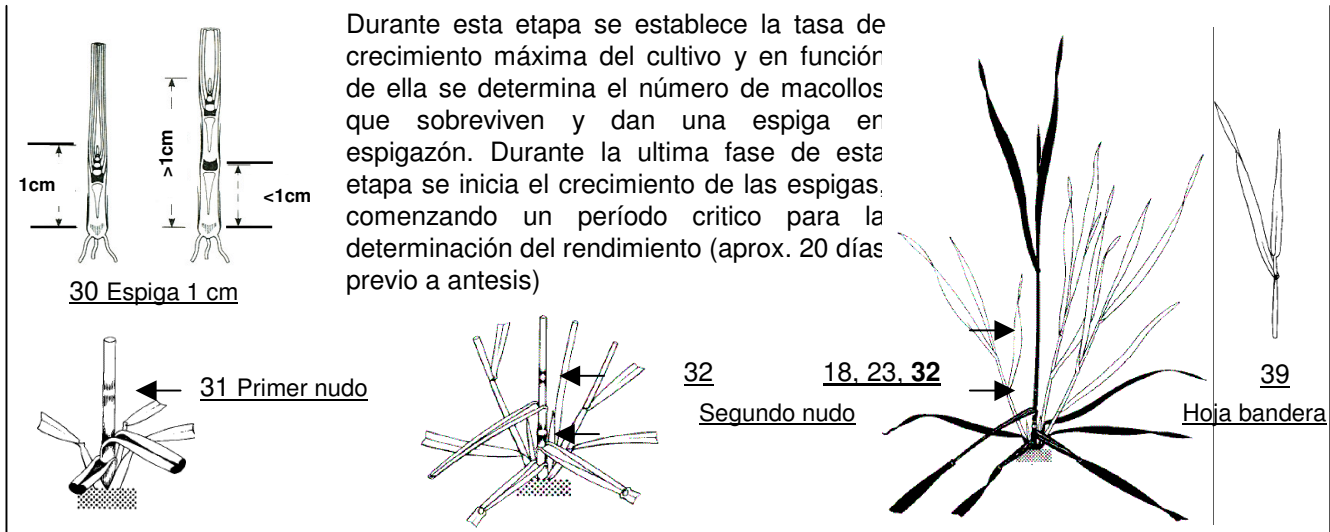 Durante esta etapa se establece la tasa de
crecimiento máxima del cultivo y en función
de ella se determina el número de macollos
que sobreviven y dan una espiga en
espigazón. Durante la ultima fase de esta
etapa se inicia el crecimiento de las espigas,
comenzando un período critico para la
determinación del rendimiento (aprox. 20 días
previo a antesis)
1cm
>1cm
<1cm
30 Espiga 1 cm
31 Primer nudo
32
Segundo nudo
18, 23, 32
39
Hoja bandera